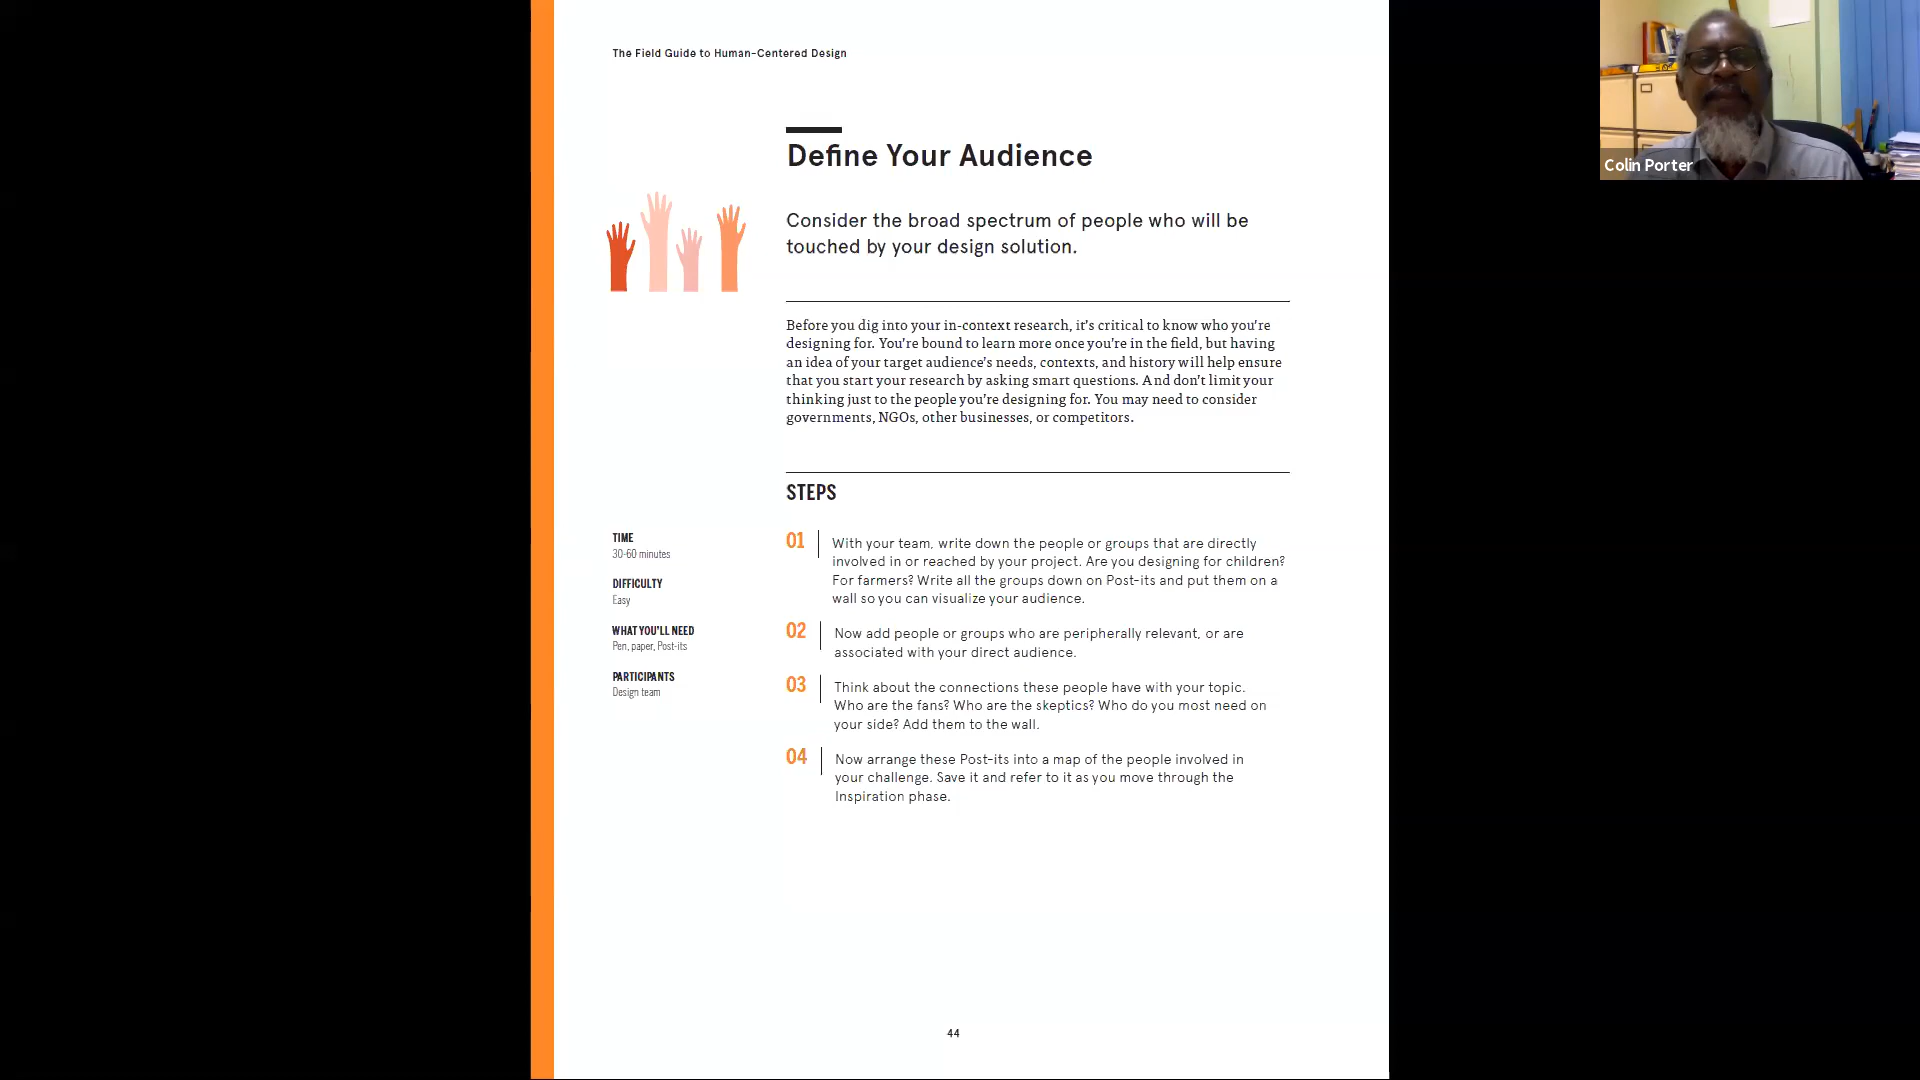 The Field Guide to Human-Centered Design
Define Your Audience
Consider the broad spectrum of people who will be
touched by your design solution.
Before you dig into your in-context research, it's critical to know who you're
designing for. You're bound to learn more once you're in the field, but having
an idea of your target audience's needs, contexts, and history will help ensure
that you start your research by asking smart questions. And don't limit your
thinking just to the people you're designing for. You may need to consider
governments, NGOs, other businesses, or competitors.
STEPS
TIME
30-60 minutes
DIFFICULTY
Easy
WHAT YOU'LL NEED
Pen, paper, Post-its
PARTICIPANTS
Design team
01
With your team, write down the people or groups that are directly
involved in or reached by your project. Are you designing for children?
For farmers? Write all the groups down on Post-its and put them on a
wall so you can visualize your audience.
02
Now add people or groups who are peripherally relevant, or are
associated with your direct audience.
03
Think about the connections these people have with your topic.
Who are the fans? Who are the skeptics? Who do you most need on
your side? Add them to the wall.
04
Now arrange these Post-its into a map of the people involved in
your challenge. Save it and refer to it as you move through the
Inspiration phase.
44
Colin Porter